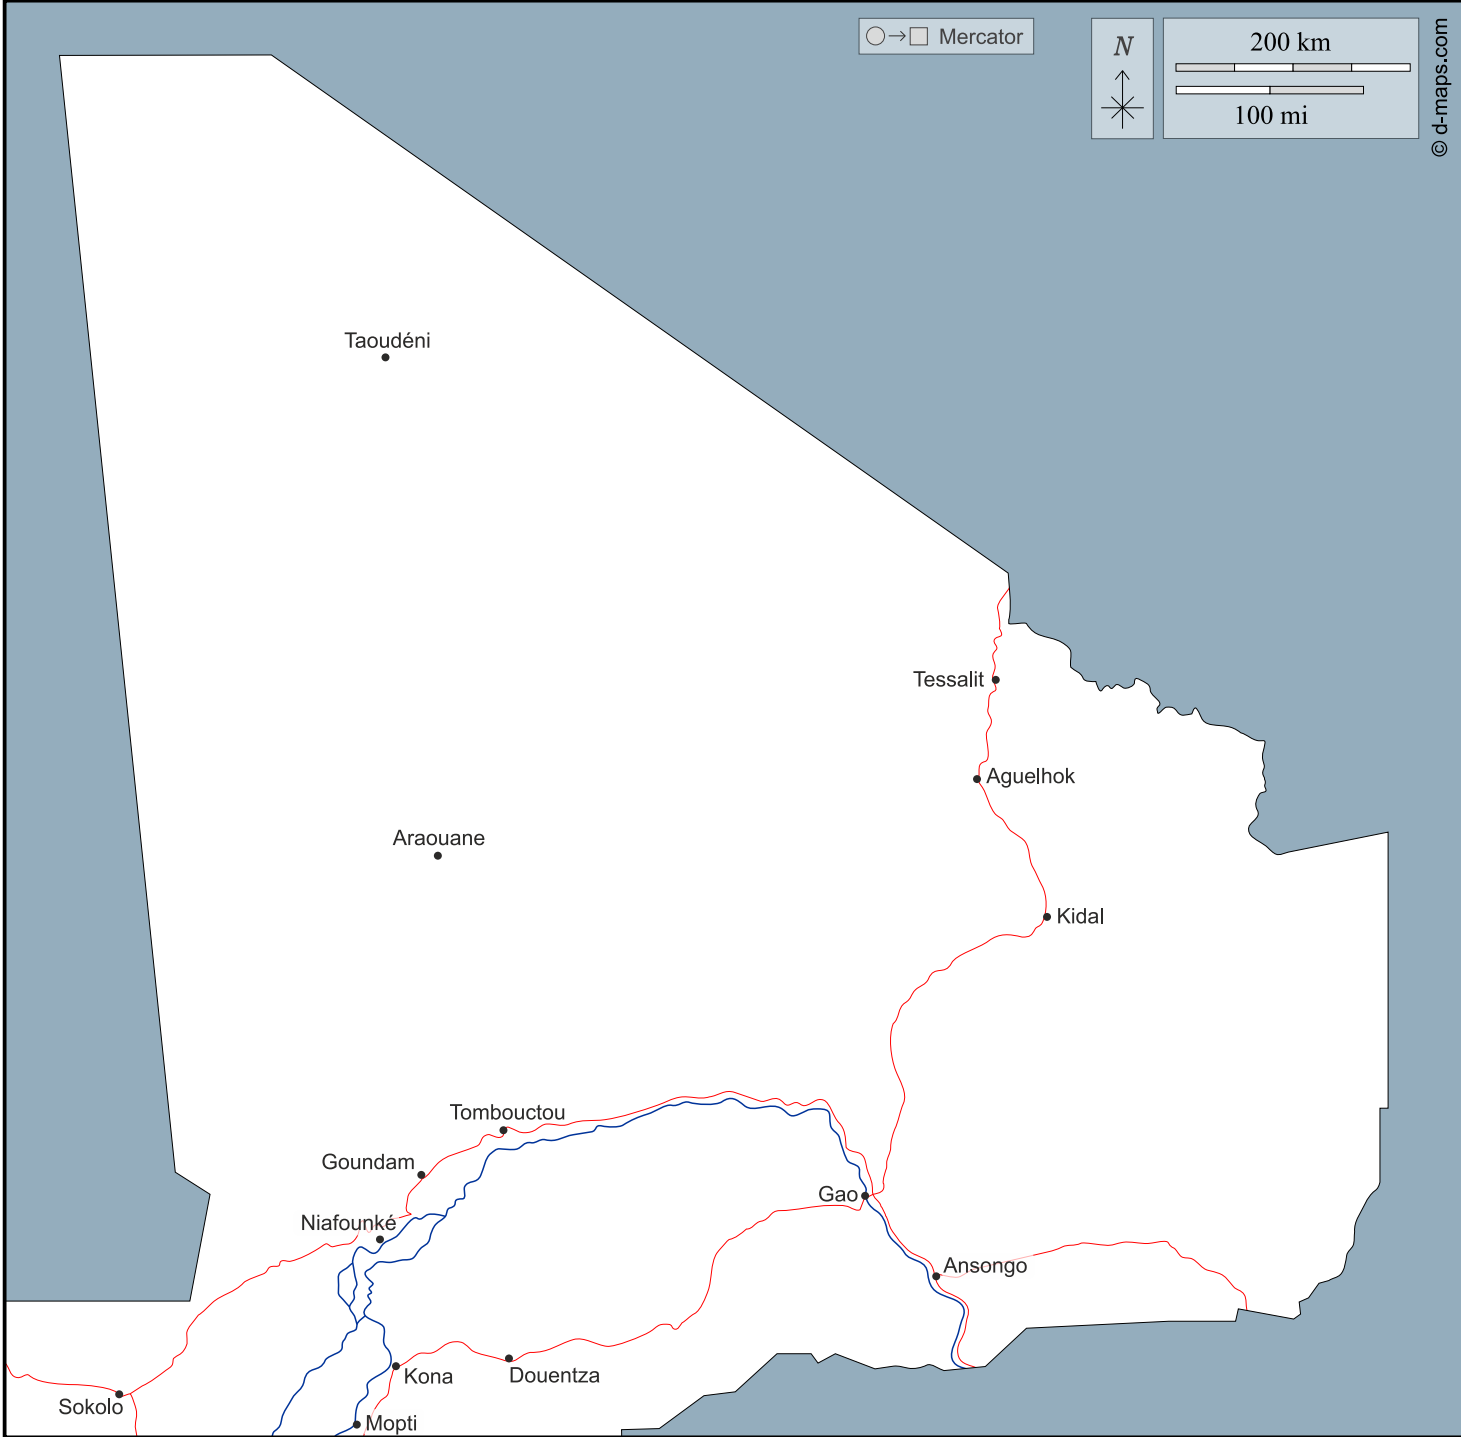 Mercator
N
200 km
100 mi
© d-maps.com
Taoudéni
Tessalit
Aguelhok
Araouane
Kidal
Tombouctou
Goundam
Gao
Niafounké
Ansongo
Kona
Douentza
Sokolo
Mopti